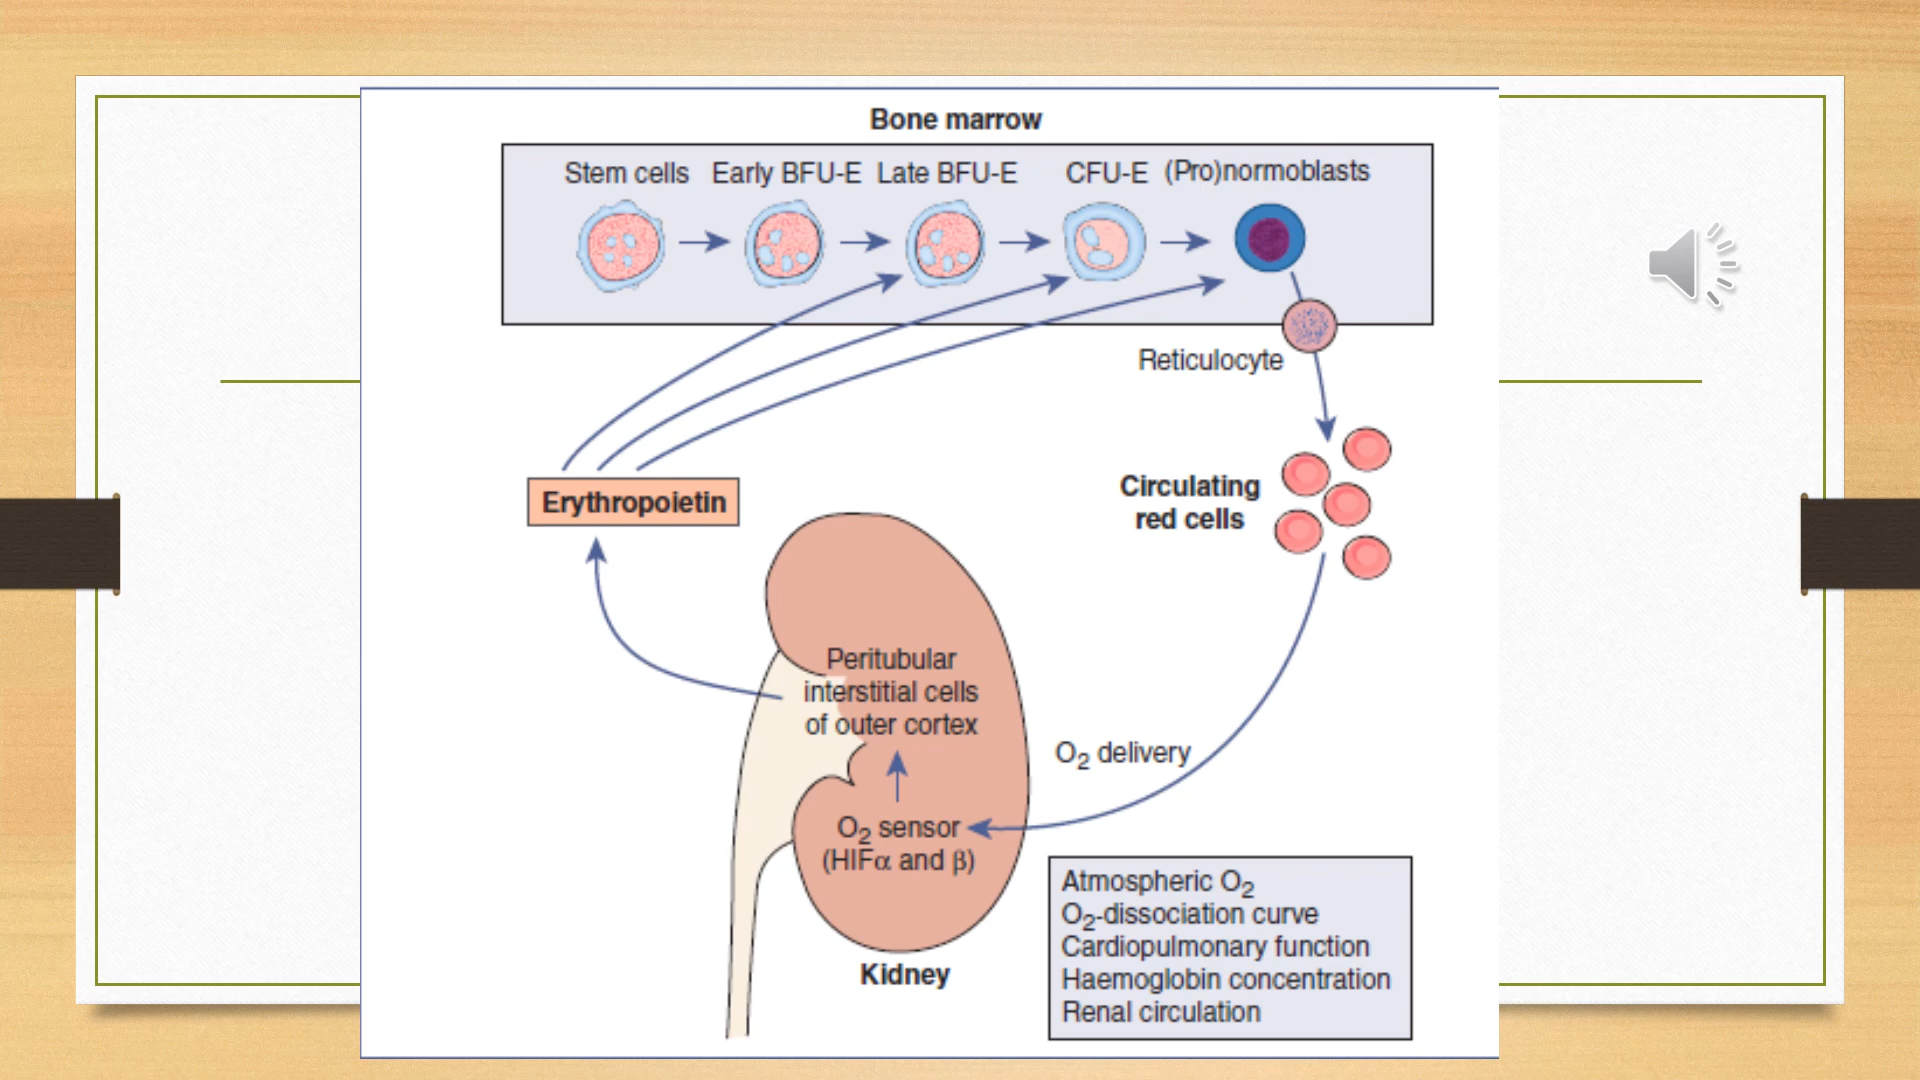 Bone marrow
Stem cells Early BFU-E Late BFU-E CFU-E (Pro)normoblasts
Reticulocyte
Erythropoietin
Circulating
red cells
Peritubular
interstitial cells
of outer cortex
O₂ delivery
O₂ sensor
(HIFα and β)
Kidney
Atmospheric O₂
O₂-dissociation curve
Cardiopulmonary function
Haemoglobin concentration
Renal circulation